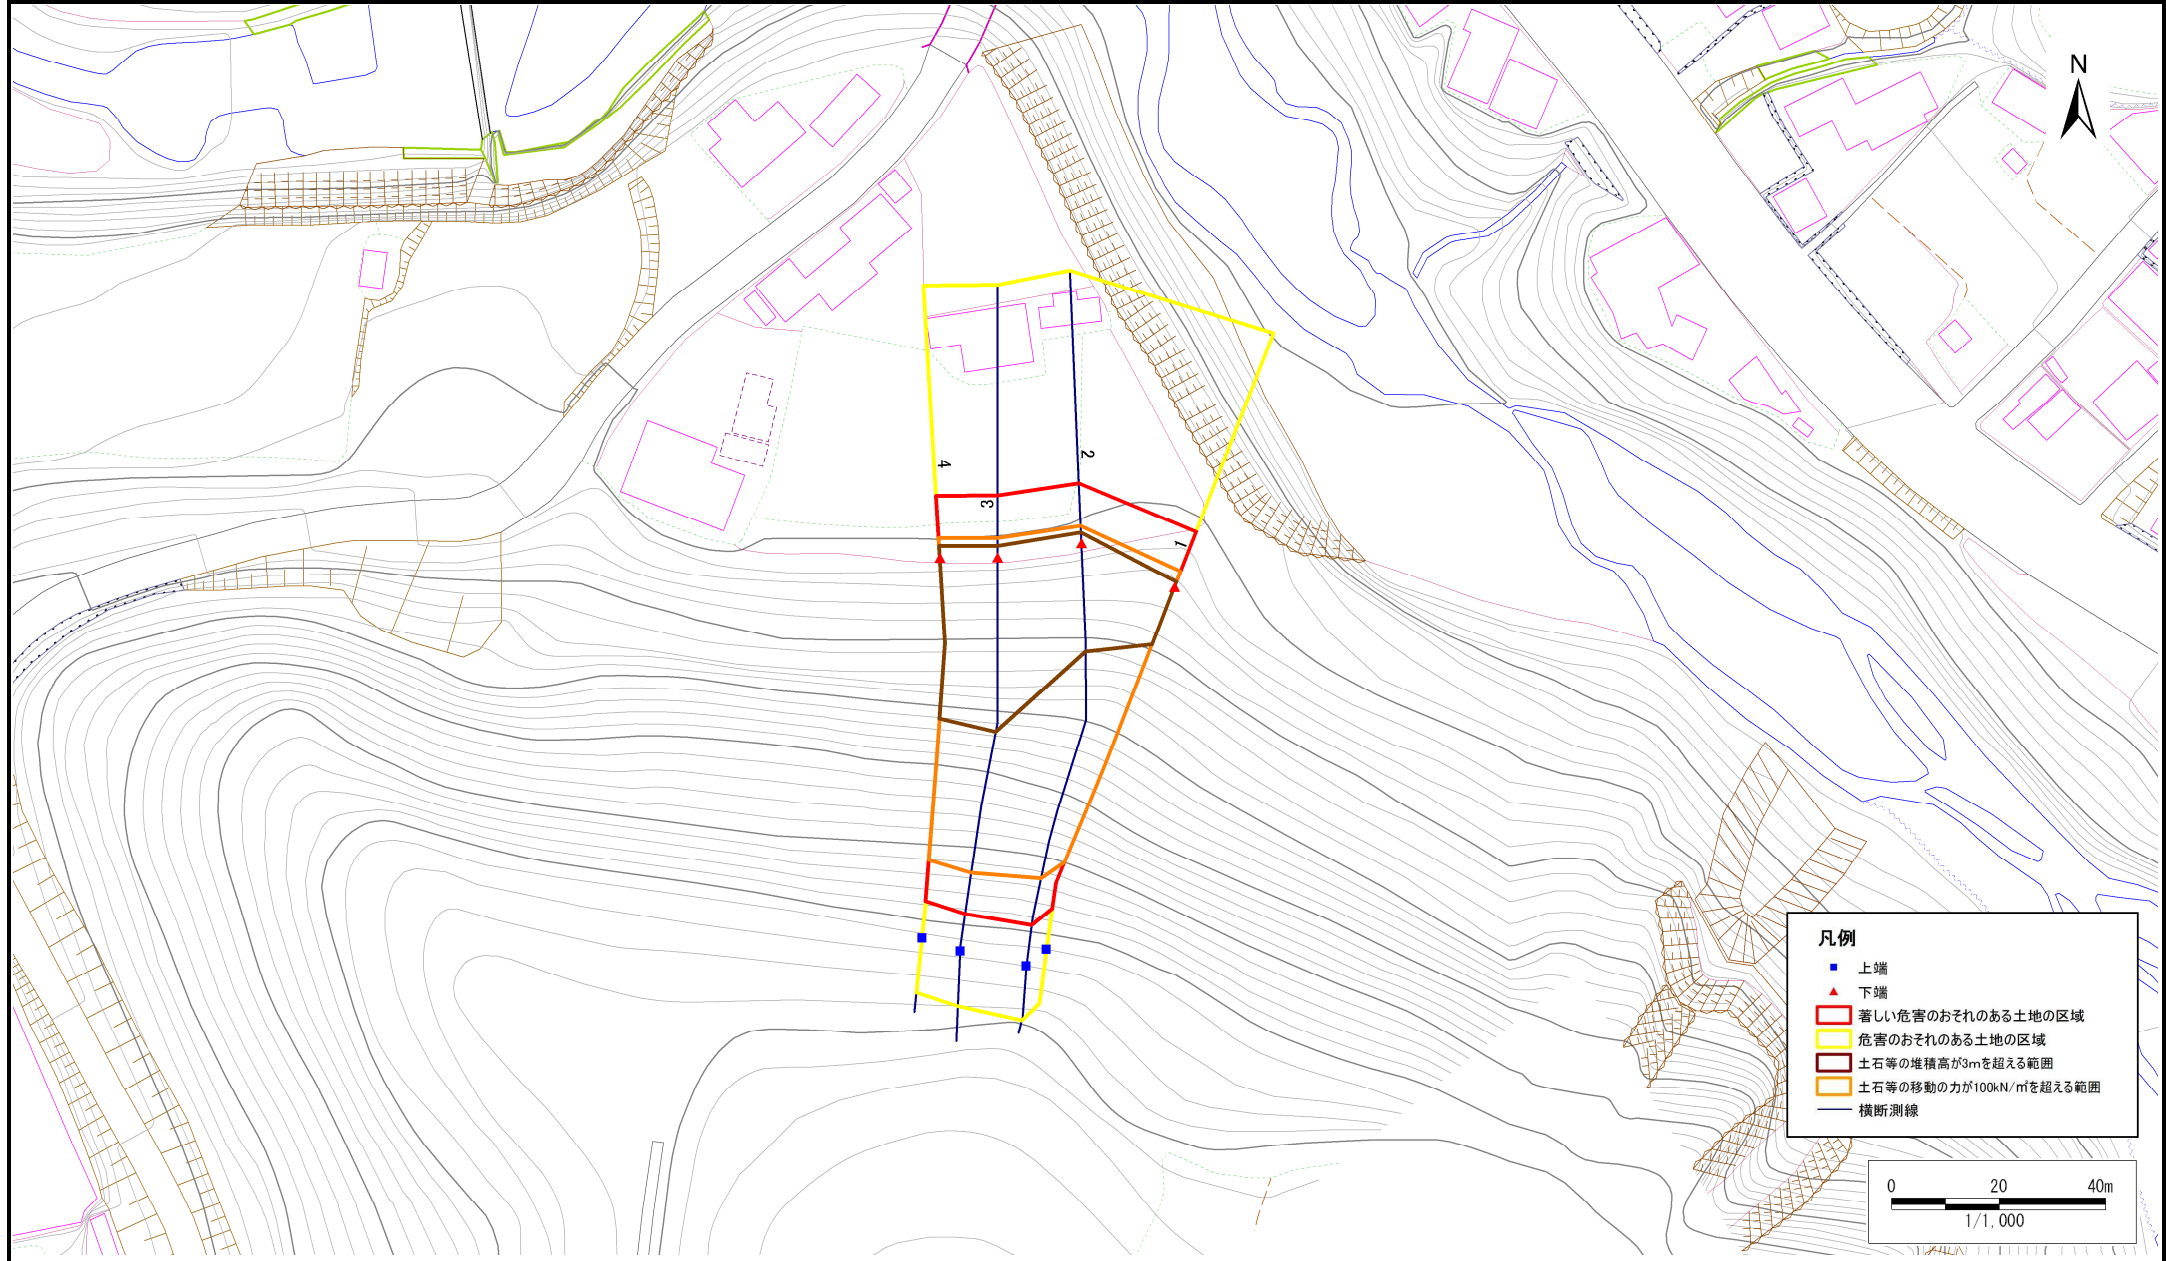 N
4
2
3
1
凡例
上端
下端
著しい危害のおそれのある土地の区域
危害のおそれのある土地の区域
土石等の堆積高が3mを超える範囲
土石等の移動の力が100kN/㎡を超える範囲
横断測線
0 20 40m
1/1,000